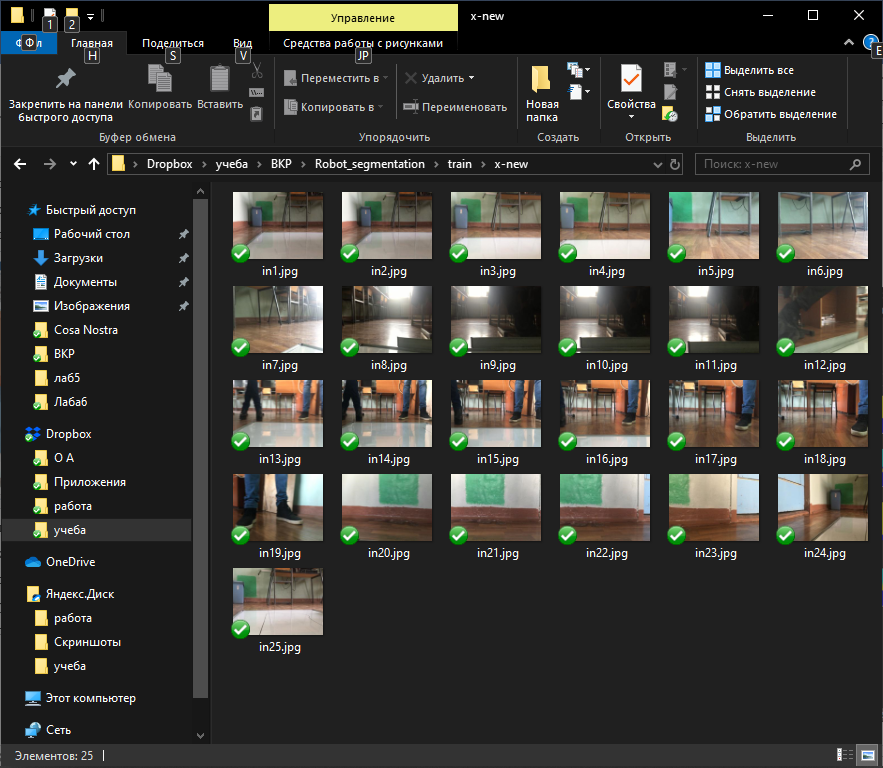 1
2
Управление
x-new
Ф
Главная
Поделиться
Вид
Средства работы с рисунками
Н
S
V
JP
E
Закрепить на панели быстрого доступа
Копировать
Вставить
Переместить в
Копировать в
Удалить
Переименовать
Новая папка
Свойства
Выделить все
Снять выделение
Обратить выделение
Буфер обмена
Упорядочить
Создать
Открыть
Выделить
Dropbox
учеба
ВКР
Robot_segmentation
train
x-new
Поиск: x-new
Быстрый доступ
Рабочий стол
Загрузки
Документы
Изображения
Cosa Nostra
ВКР
лаб5
Лаба6
Dropbox
О А
Приложения
работа
учеба
OneDrive
Яндекс.Диск
работа
Скриншоты
учеба
Этот компьютер
Сеть
in1.jpg
in2.jpg
in3.jpg
in4.jpg
in5.jpg
in6.jpg
in7.jpg
in8.jpg
in9.jpg
in10.jpg
in11.jpg
in12.jpg
in13.jpg
in14.jpg
in15.jpg
in16.jpg
in17.jpg
in18.jpg
in19.jpg
in20.jpg
in21.jpg
in22.jpg
in23.jpg
in24.jpg
in25.jpg
Элементов: 25